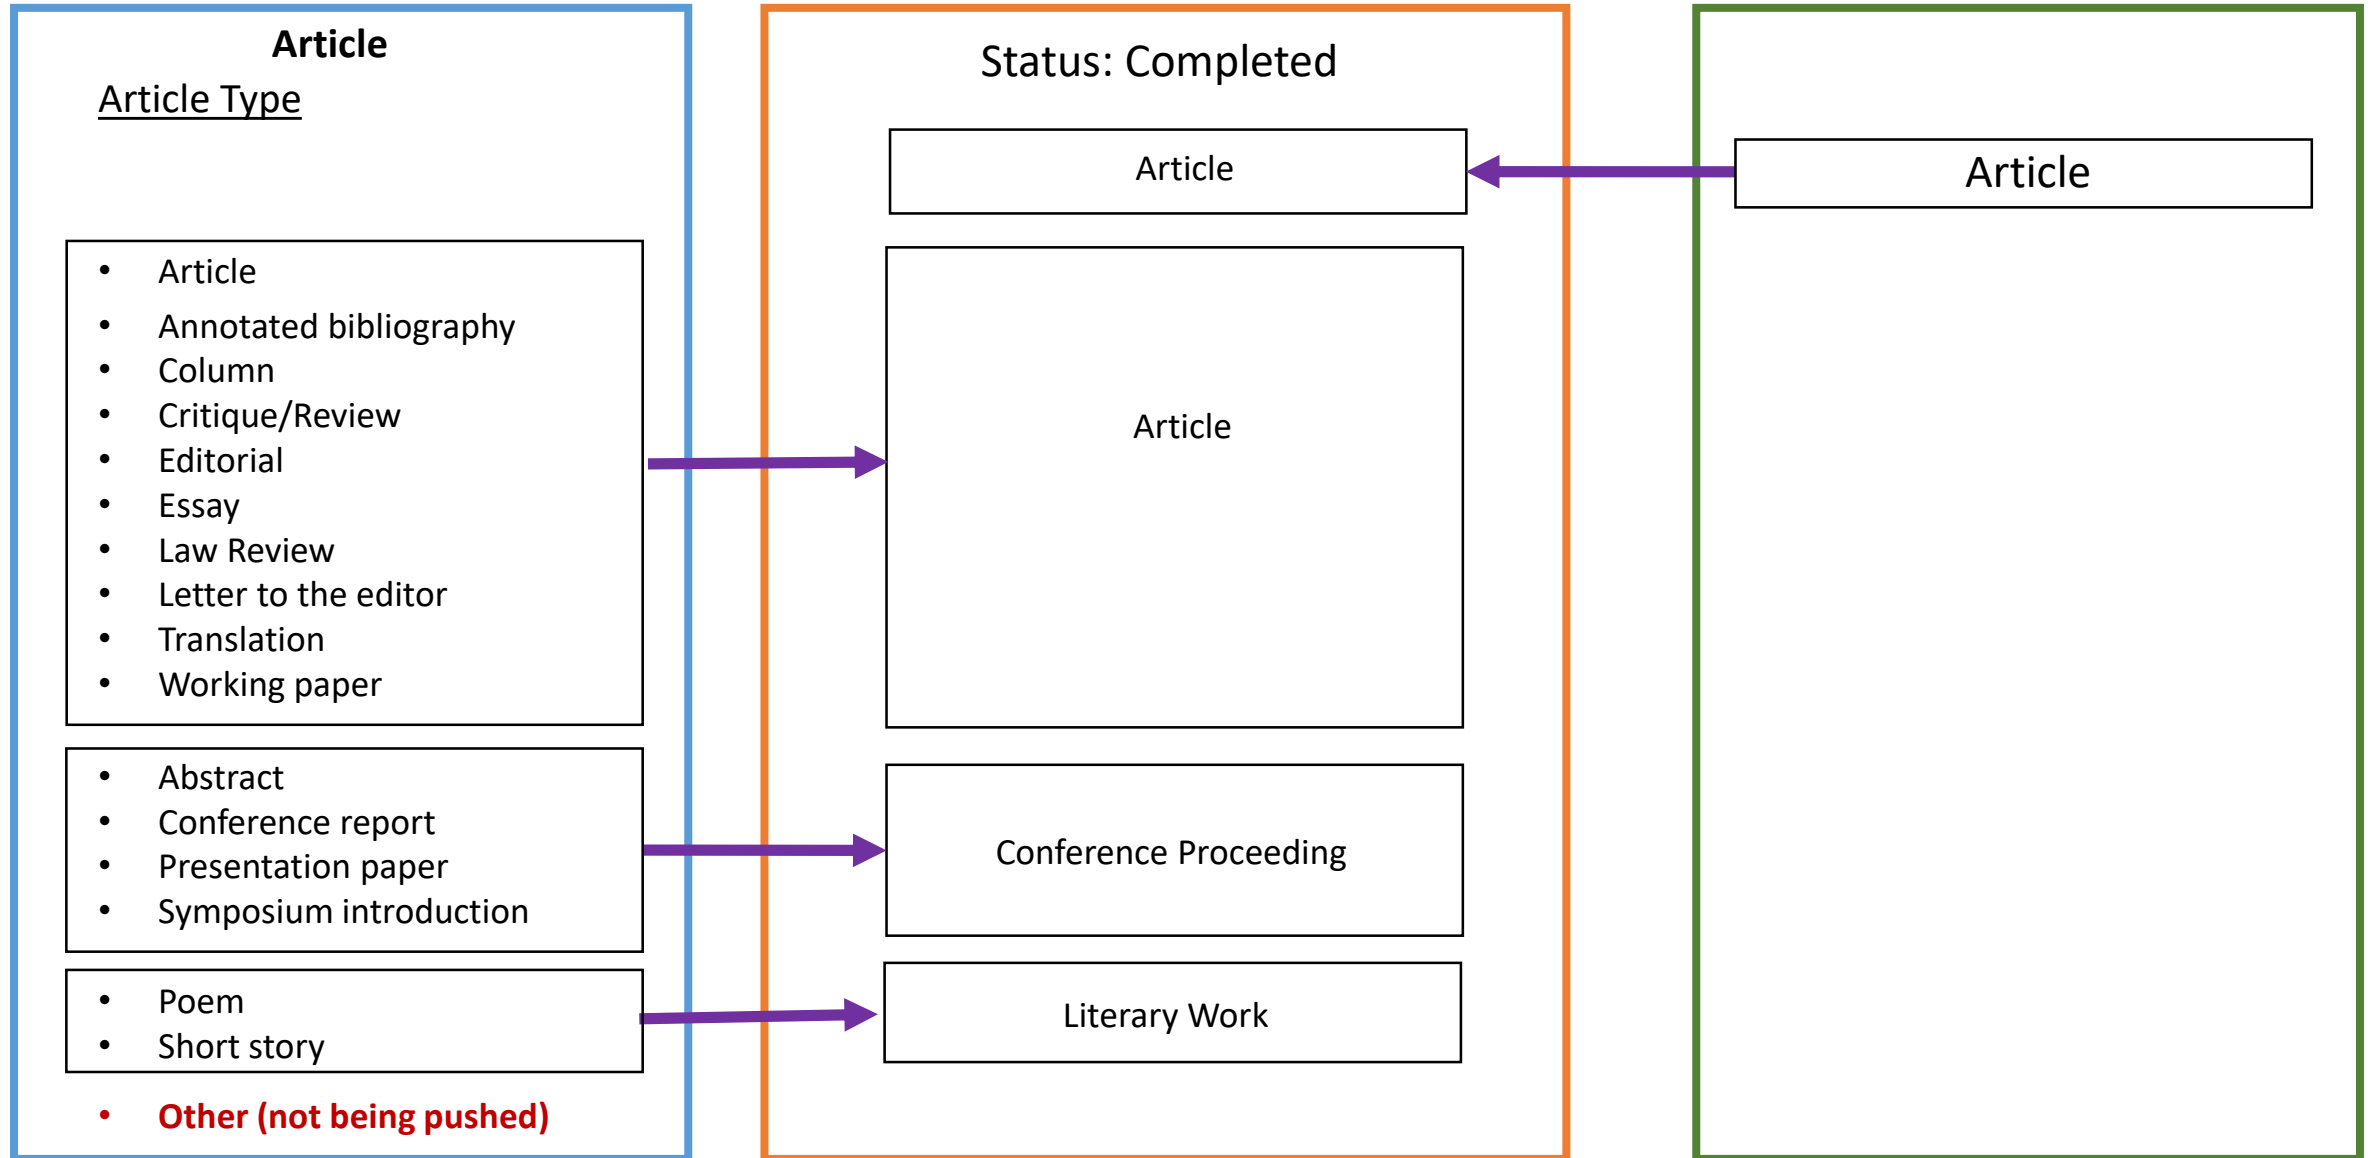 Article
Article Type
• Article
• Annotated bibliography
• Column
• Critique/Review
• Editorial
• Essay
• Law Review
• Letter to the editor
• Translation
• Working paper
• Abstract
• Conference report
• Presentation paper
• Symposium introduction
• Poem
• Short story
• Other (not being pushed)
Status: Completed
Article
Article
Conference Proceeding
Literary Work
Article